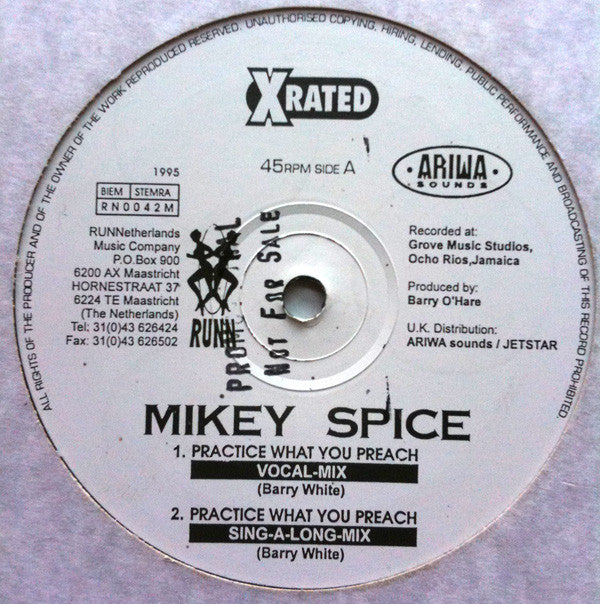 ALL RIGHTS OF THE PRODUCER AND OF THE OWNER OF THE WORK REPRODUCED RESERVED. UNAUTHORISED COPYING, HIRING, LENDING, PUBLIC PERFORMANCE AND BROADCASTING OF THIS RECORD PROHIBITED.
X RATED
1995
45RPM SIDE A
BIEM STEMRA
RN0042M
ARIWA
SOUNDS
RUNNetherlands
Music Company
P.O.Box 900
6200 AX Maastricht
HORNESTRAAT 37
6224 TE Maastricht
(The Netherlands)
Tel: 31(0)43 626424
Fax: 31(0)43 626502
RUNN
NOT FOR SALE
Recorded at:
Grove Music Studios,
Ocho Rios,Jamaica
Produced by:
Barry O'Hare
U.K. Distribution:
ARIWA sounds / JETSTAR
MIKEY SPICE
1. PRACTICE WHAT YOU PREACH
VOCAL-MIX
(Barry White)
2. PRACTICE WHAT YOU PREACH
SING-A-LONG-MIX
(Barry White)